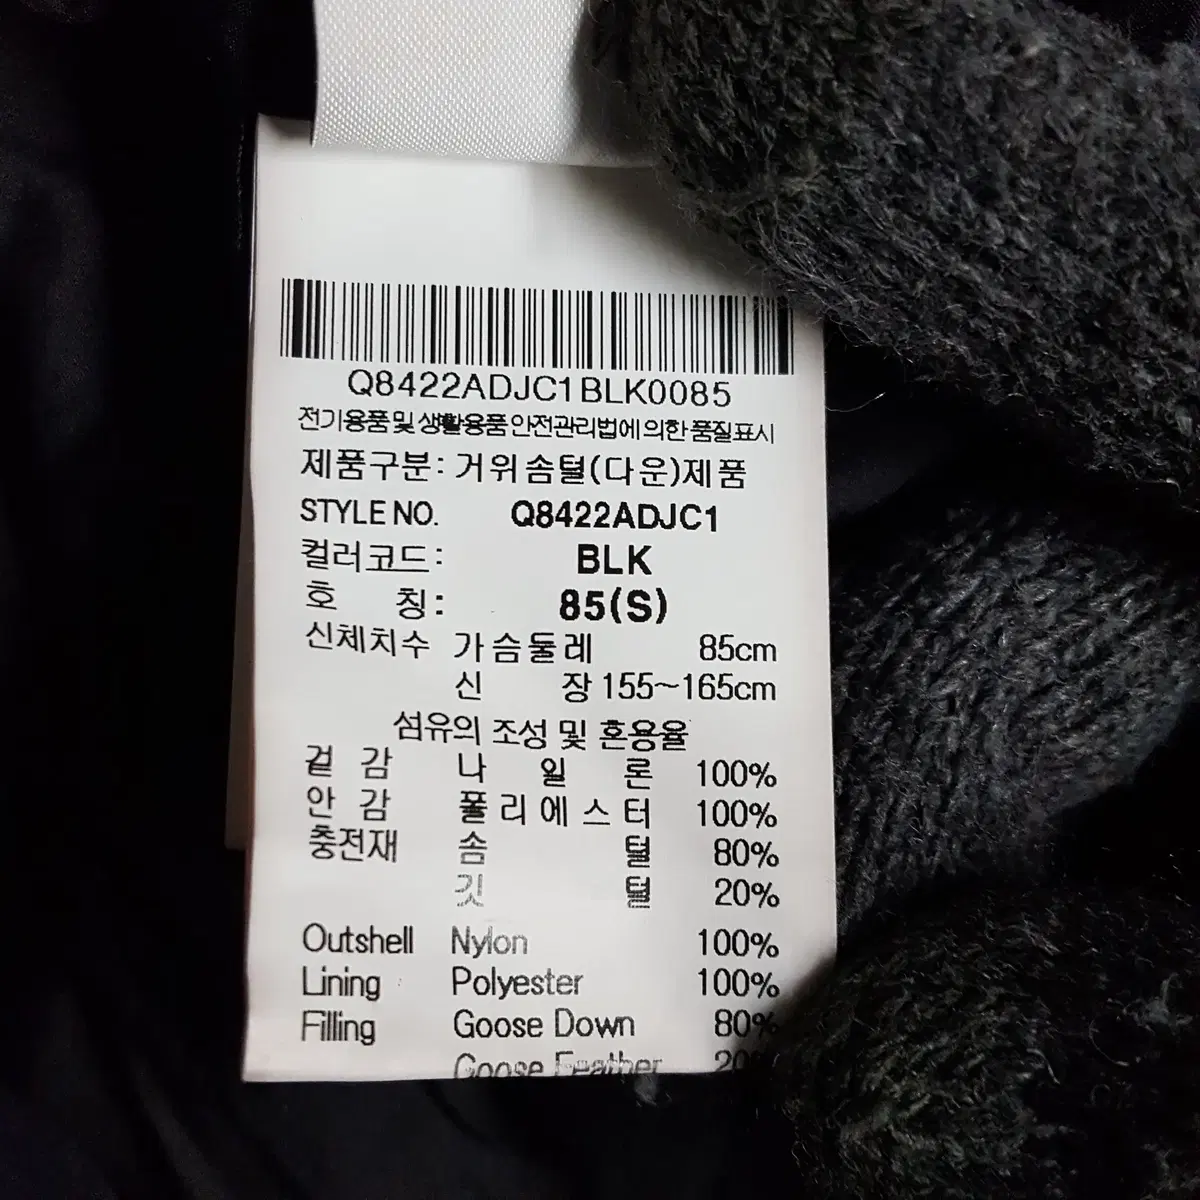 Q8422ADJC1BLK0085
전기용품 및 생활용품 안전관리법에 의한 품질표시
제품구분: 거위솜털(다운)제품
STYLE NO. Q8422ADJC1
컬러코드: BLK
호 칭: 85(S)
신체치수 가슴둘레 85cm
신 장 155~165cm
섬유의 조성 및 혼용율
겉 감 나 일 론 100%
안 감 폴리에스터 100%
충전재 솜 털 80%
깃 털 20%
Outshell Nylon 100%
Lining Polyester 100%
Filling Goose Down 80%
Goose Feather 20